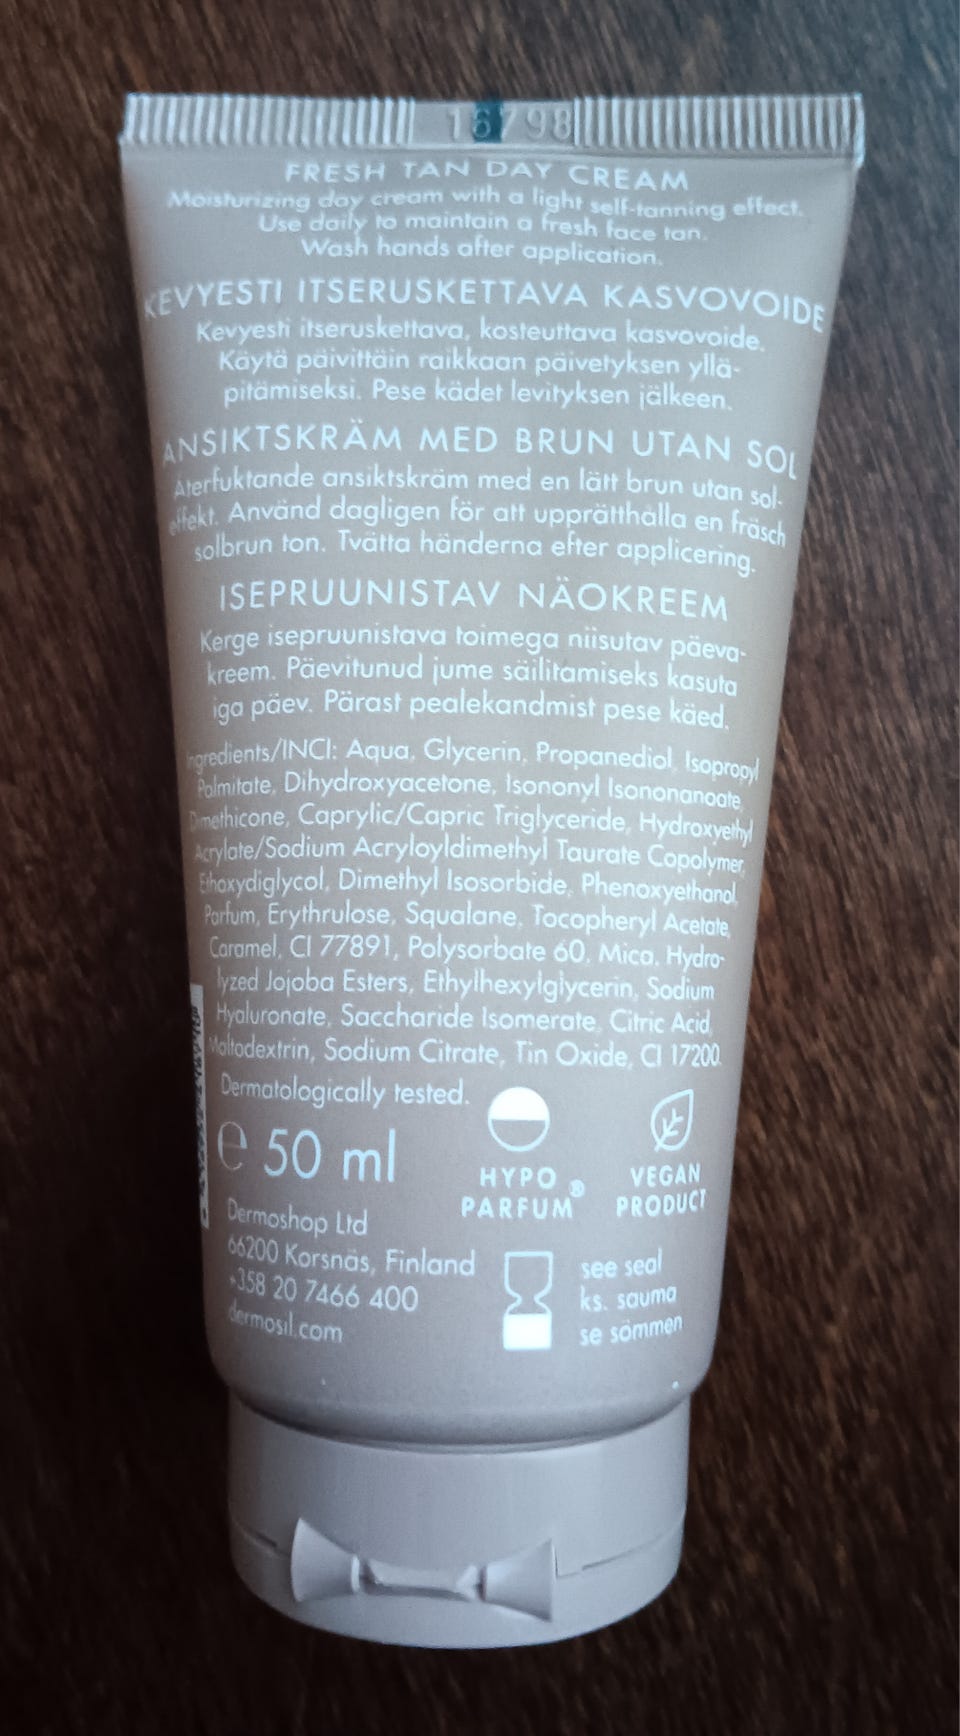 16798
FRESH TAN DAY CREAM
Moisturizing day cream with a light self-tanning effect.
Use daily to maintain a fresh face tan.
Wash hands after application.
KEVYESTI ITSERUSKETTAVA KASVOVOIDE
Kevyesti itseruskettava, kosteuttava kasvovoide.
Käytä päivittäin raikkaan päivetyksen yllä-
pitämiseksi. Pese kädet levityksen jälkeen.
ANSIKTSKRÄM MED BRUN UTAN SOL
Återfuktande ansiktskräm med en lätt brun utan sol-
effekt. Använd dagligen för att upprätthålla en fräsch
solbrun ton. Tvätta händerna efter applicering.
ISEPRUUNISTAV NÄOKREEM
Kerge isepruunistava toimega niisutav päeva-
kreem. Päevitunud jume säilitamiseks kasuta
iga päev. Pärast pealekandmist pese käed.
Ingredients/INCI: Aqua, Glycerin, Propanediol, Isopropyl
Palmitate, Dihydroxyacetone, Isononyl Isononanoate,
Dimethicone, Caprylic/Capric Triglyceride, Hydroxyethyl
Acrylate/Sodium Acryloyldimethyl Taurate Copolymer,
Ethoxydiglycol, Dimethyl Isosorbide, Phenoxyethanol,
Parfum, Erythrulose, Squalane, Tocopheryl Acetate,
Caramel, CI 77891, Polysorbate 60, Mica, Hydro-
lyzed Jojoba Esters, Ethylhexylglycerin, Sodium
Hyaluronate, Saccharide Isomerate, Citric Acid,
Maltodextrin, Sodium Citrate, Tin Oxide, CI 17200.
Dermatologically tested.
℮ 50 ml
HYPO
PARFUM®
VEGAN
PRODUCT
Dermoshop Ltd
66200 Korsnäs, Finland
+358 20 7466 400
dermosil.com
see seal
ks. sauma
se sömmen